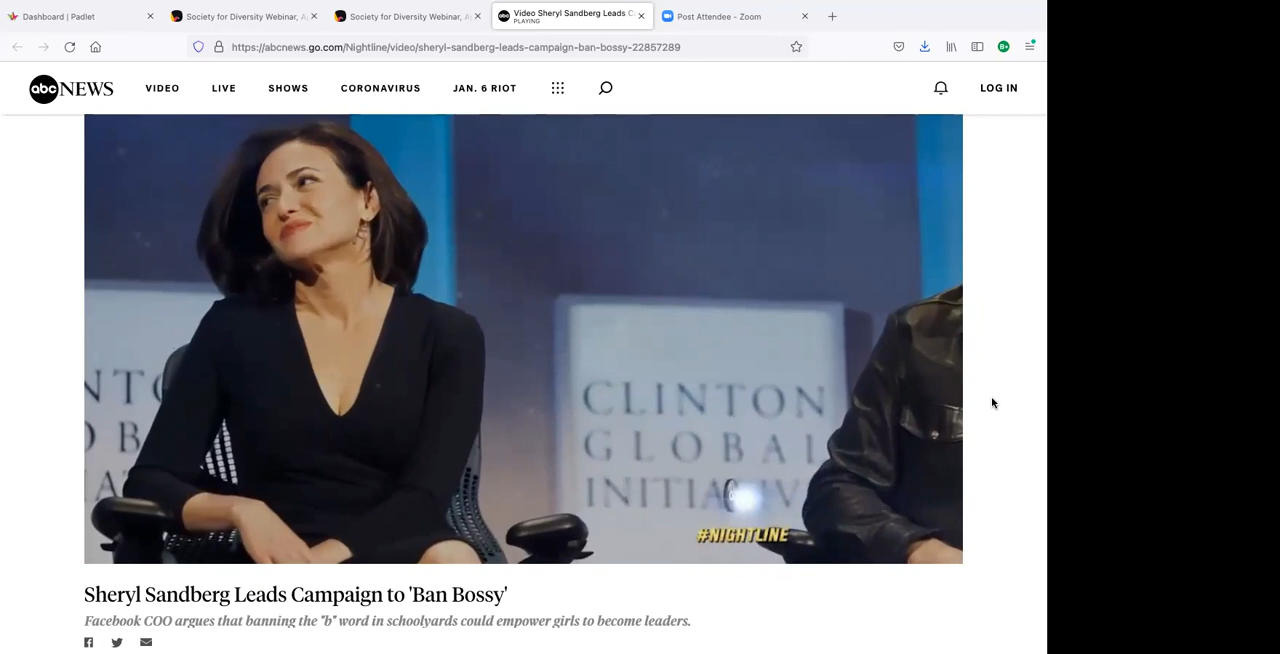 Dashboard | Padlet
Society for Diversity Webinar, A
Society for Diversity Webinar, A
Video Sheryl Sandberg Leads C
PLAYING
Post Attendee - Zoom
https://abcnews.go.com/Nightline/video/sheryl-sandberg-leads-campaign-ban-bossy-22857289
abc NEWS
VIDEO
LIVE
SHOWS
CORONAVIRUS
JAN. 6 RIOT
LOG IN
CLINTON
GLOBAL
#NIGHTLINE
Sheryl Sandberg Leads Campaign to 'Ban Bossy'
Facebook COO argues that banning the "b" word in schoolyards could empower girls to become leaders.